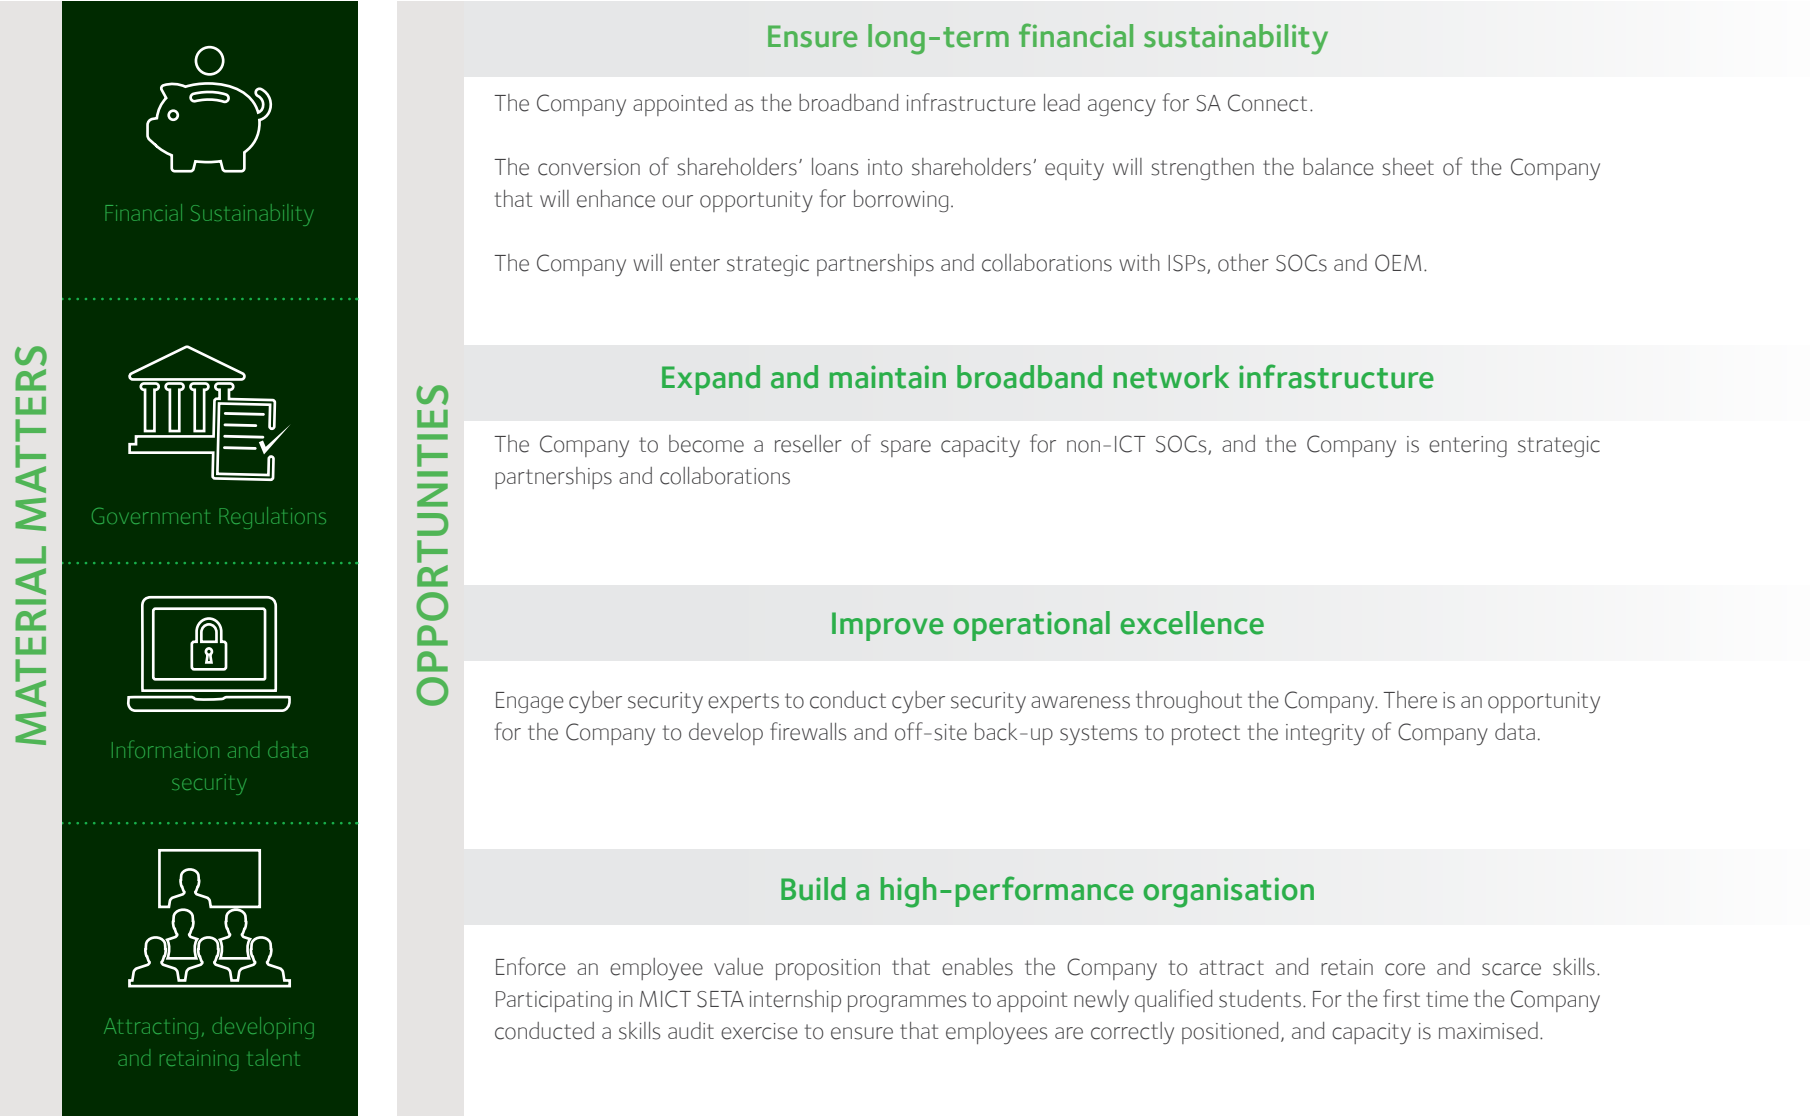 MATERIAL MATTERS
Financial Sustainability
Government Regulations
Information and data
security
Attracting, developing
and retaining talent
OPPORTUNITIES
Ensure long-term financial sustainability
The Company appointed as the broadband infrastructure lead agency for SA Connect.
The conversion of shareholders’ loans into shareholders’ equity will strengthen the balance sheet of the Company
that will enhance our opportunity for borrowing.
The Company will enter strategic partnerships and collaborations with ISPs, other SOCs and OEM.
Expand and maintain broadband network infrastructure
The Company to become a reseller of spare capacity for non-ICT SOCs, and the Company is entering strategic
partnerships and collaborations
Improve operational excellence
Engage cyber security experts to conduct cyber security awareness throughout the Company. There is an opportunity
for the Company to develop firewalls and off-site back-up systems to protect the integrity of Company data.
Build a high-performance organisation
Enforce an employee value proposition that enables the Company to attract and retain core and scarce skills.
Participating in MICT SETA internship programmes to appoint newly qualified students. For the first time the Company
conducted a skills audit exercise to ensure that employees are correctly positioned, and capacity is maximised.